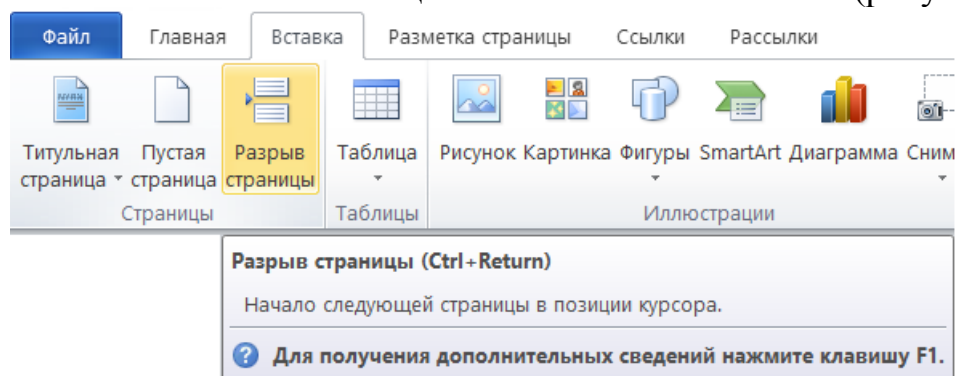 (рису
Файл Главная Вставка Разметка страницы Ссылки Рассылки
Титульная страница Пустая страница Разрыв страницы Таблица Рисунок Картинка Фигуры SmartArt Диаграмма Сним
Страницы Таблицы Иллюстрации
Разрыв страницы (Ctrl+Return)
Начало следующей страницы в позиции курсора.
Для получения дополнительных сведений нажмите клавишу F1.